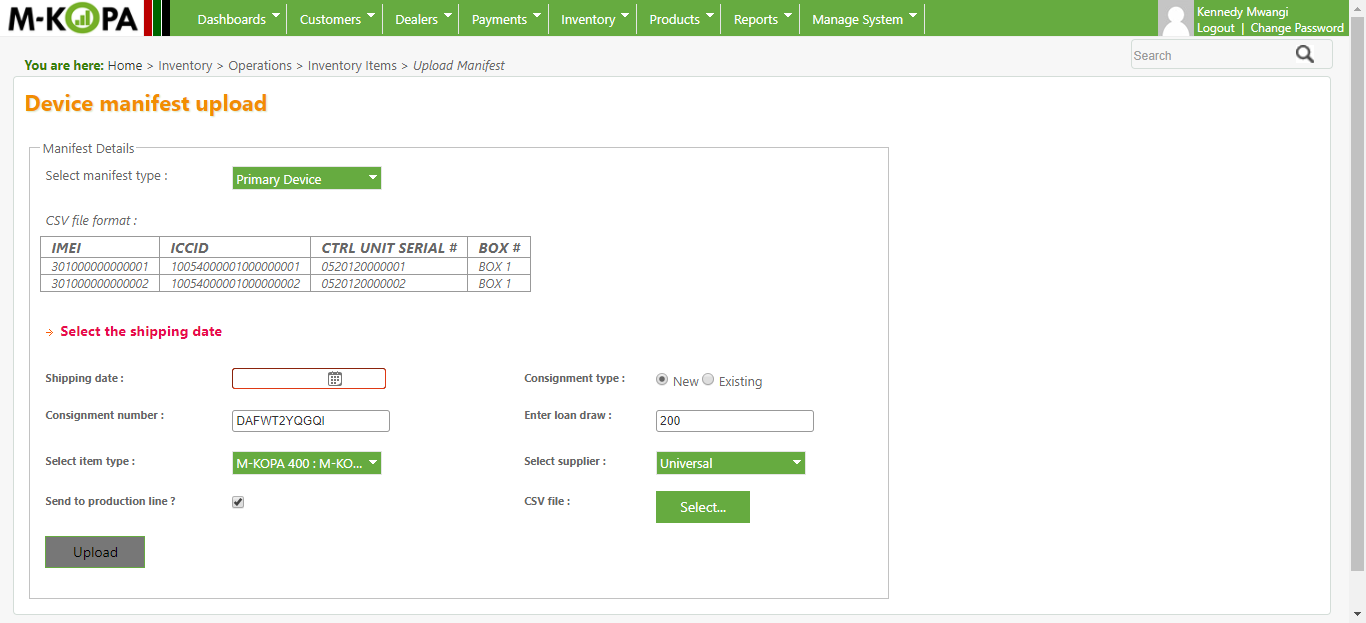 M-KOPA
Dashboards Customers Dealers Payments Inventory Products Reports Manage System
Kennedy Mwangi
Logout | Change Password
You are here: Home > Inventory > Operations > Inventory Items > Upload Manifest
Search
Device manifest upload
Manifest Details
Select manifest type : Primary Device
CSV file format :
IMEI ICCID CTRL UNIT SERIAL # BOX #
301000000000001 10054000001000000001 0520120000001 BOX 1
301000000000002 10054000001000000002 0520120000002 BOX 1
Select the shipping date
Shipping date : Consignment type : New Existing
Consignment number : DAFWT2YQGQI Enter loan draw : 200
Select item type : M-KOPA 400 : M-KO... Select supplier : Universal
Send to production line ? CSV file : Select...
Upload